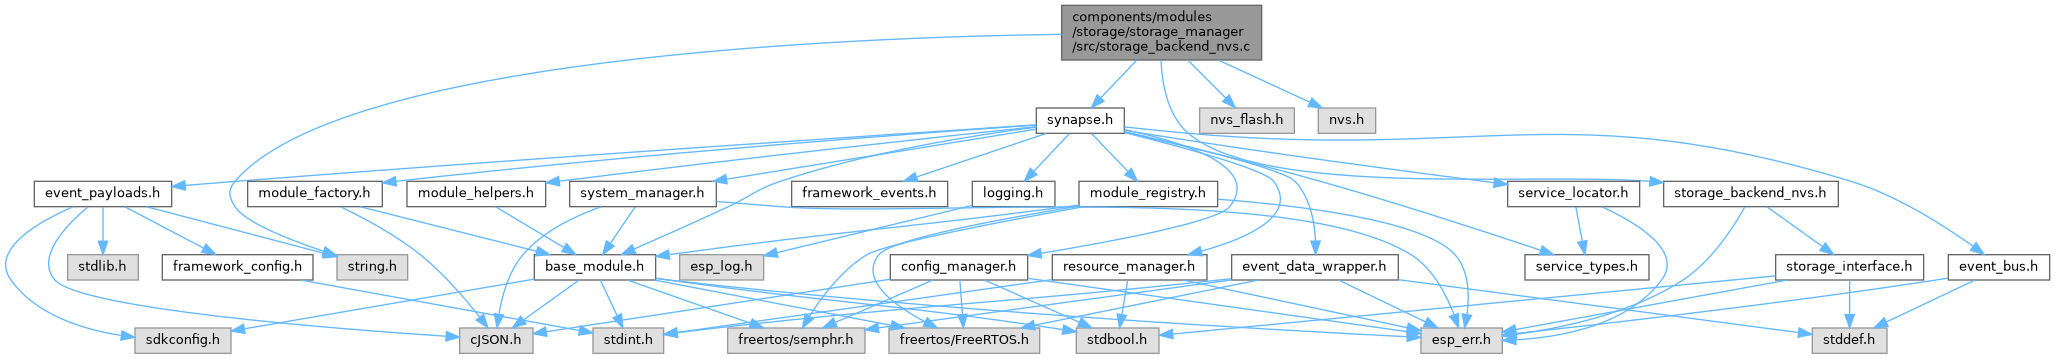 components/modules
/storage/storage_manager
/src/storage_backend_nvs.c
synapse.h
nvs_flash.h
nvs.h
event_payloads.h
module_factory.h
module_helpers.h
system_manager.h
framework_events.h
logging.h
module_registry.h
service_locator.h
storage_backend_nvs.h
stdlib.h
framework_config.h
string.h
base_module.h
esp_log.h
config_manager.h
resource_manager.h
event_data_wrapper.h
service_types.h
storage_interface.h
event_bus.h
sdkconfig.h
cJSON.h
stdint.h
freertos/semphr.h
freertos/FreeRTOS.h
stdbool.h
esp_err.h
stddef.h